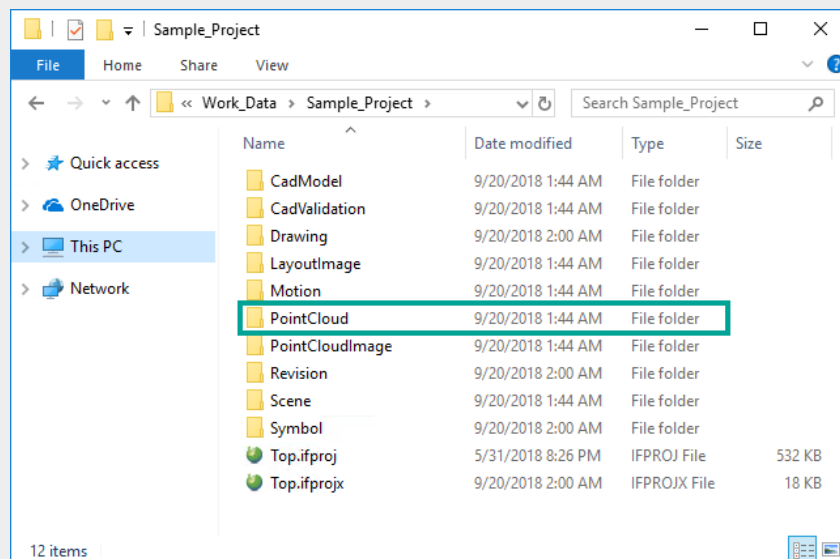 Sample_Project
File Home Share View
« Work_Data › Sample_Project › Search Sample_Project
Name Date modified Type Size
Quick access
OneDrive
This PC
Network
CadModel 9/20/2018 1:44 AM File folder
CadValidation 9/20/2018 1:44 AM File folder
Drawing 9/20/2018 2:00 AM File folder
LayoutImage 9/20/2018 1:44 AM File folder
Motion 9/20/2018 1:44 AM File folder
PointCloud 9/20/2018 1:44 AM File folder
PointCloudImage 9/20/2018 1:44 AM File folder
Revision 9/20/2018 2:00 AM File folder
Scene 9/20/2018 1:44 AM File folder
Symbol 9/20/2018 2:00 AM File folder
Top.ifproj 5/31/2018 8:26 PM IFPROJ File 532 KB
Top.ifprojx 9/20/2018 2:00 AM IFPROJX File 18 KB
12 items